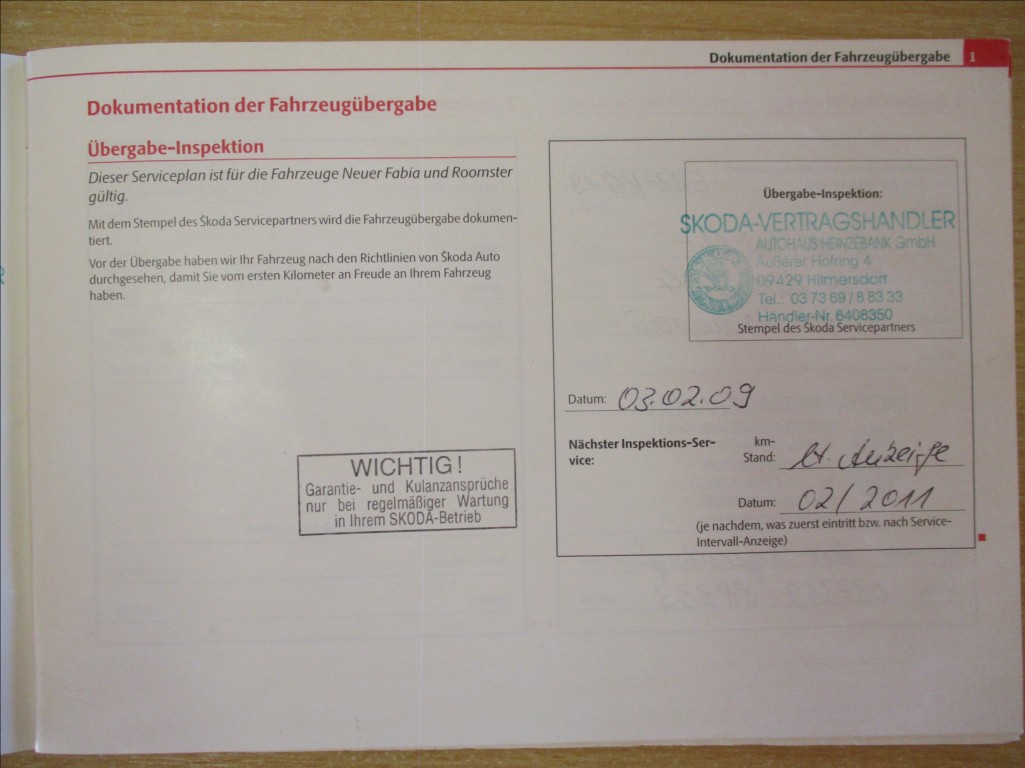 Dokumentation der Fahrzeugübergabe 1
Dokumentation der Fahrzeugübergabe
Übergabe-Inspektion
Dieser Serviceplan ist für die Fahrzeuge Neuer Fabia und Roomster
gültig.
Mit dem Stempel des Škoda Servicepartners wird die Fahrzeugübergabe dokumen-
tiert.
Vor der Übergabe haben wir Ihr Fahrzeug nach den Richtlinien von Škoda Auto
durchgesehen, damit Sie vom ersten Kilometer an Freude an Ihrem Fahrzeug
haben.
WICHTIG!
Garantie- und Kulanzansprüche
nur bei regelmäßiger Wartung
in Ihrem SKODA-Betrieb
Übergabe-Inspektion:
ŠKODA-VERTRAGSHÄNDLER
AUTOHAUS HEINZEBANK GmbH
Äußerer Hofring 4
09429 Hilmersdorf
Tel.: 03 73 69 / 8 83 33
Händler-Nr. 6408350
Stempel des Škoda Servicepartners
Datum: 03.02.09
Nächster Inspektions-Ser-
vice:
km-
Stand: lt. Anzeige
Datum: 02/2011
(je nachdem, was zuerst eintritt bzw. nach Service-
Intervall-Anzeige)